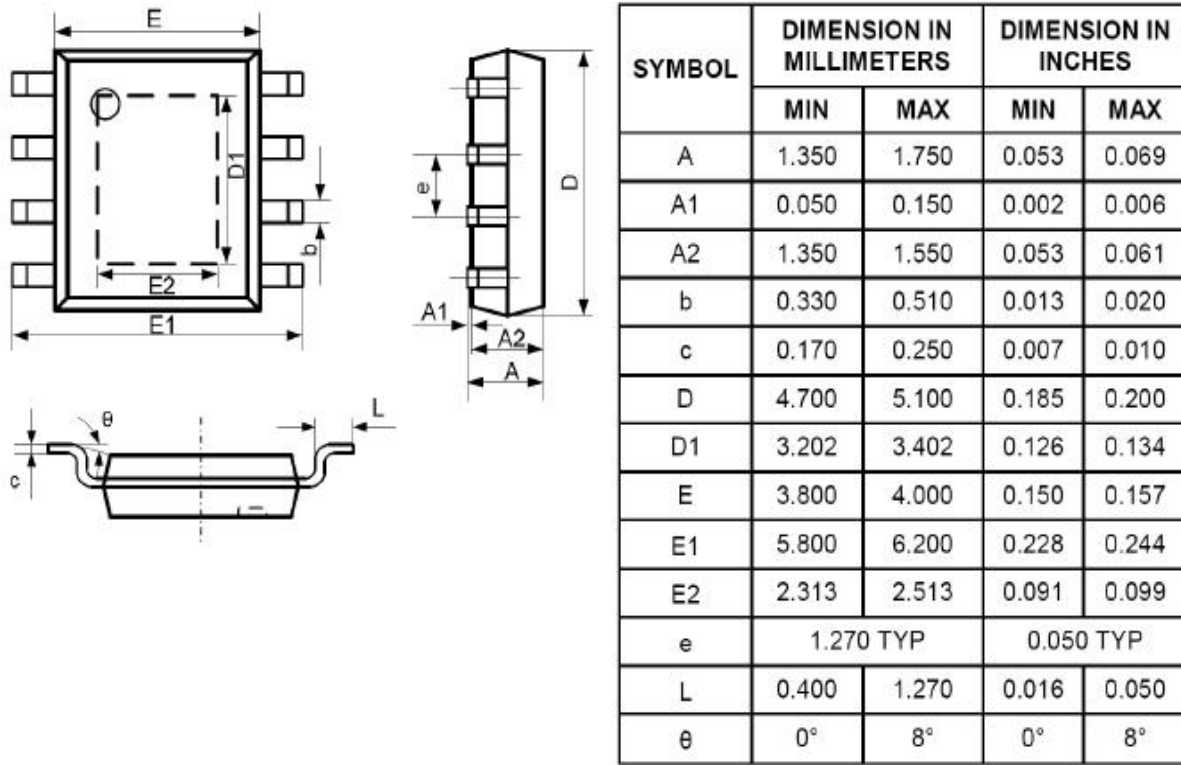 E
D1
E2
b
E1
e
D
A1
A2
A
θ
L
c
SYMBOL DIMENSION IN MILLIMETERS DIMENSION IN INCHES
MIN MAX MIN MAX
A 1.350 1.750 0.053 0.069
A1 0.050 0.150 0.002 0.006
A2 1.350 1.550 0.053 0.061
b 0.330 0.510 0.013 0.020
c 0.170 0.250 0.007 0.010
D 4.700 5.100 0.185 0.200
D1 3.202 3.402 0.126 0.134
E 3.800 4.000 0.150 0.157
E1 5.800 6.200 0.228 0.244
E2 2.313 2.513 0.091 0.099
e 1.270 TYP 0.050 TYP
L 0.400 1.270 0.016 0.050
θ 0° 8° 0° 8°